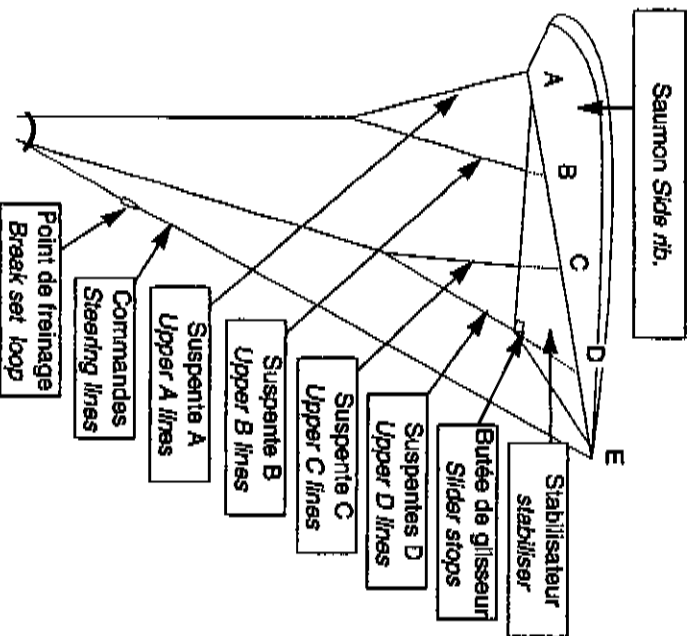 Saumon Side rib.
A
B
C
D
E
Stabilisateur
stabiliser
Butée de glisseur
Slider stops
Suspentes D
Upper D lines
Suspente C
Upper C lines
Suspente B
Upper B lines
Suspente A
Upper A lines
Commandes
Steering lines
Point de freinage
Break set loop